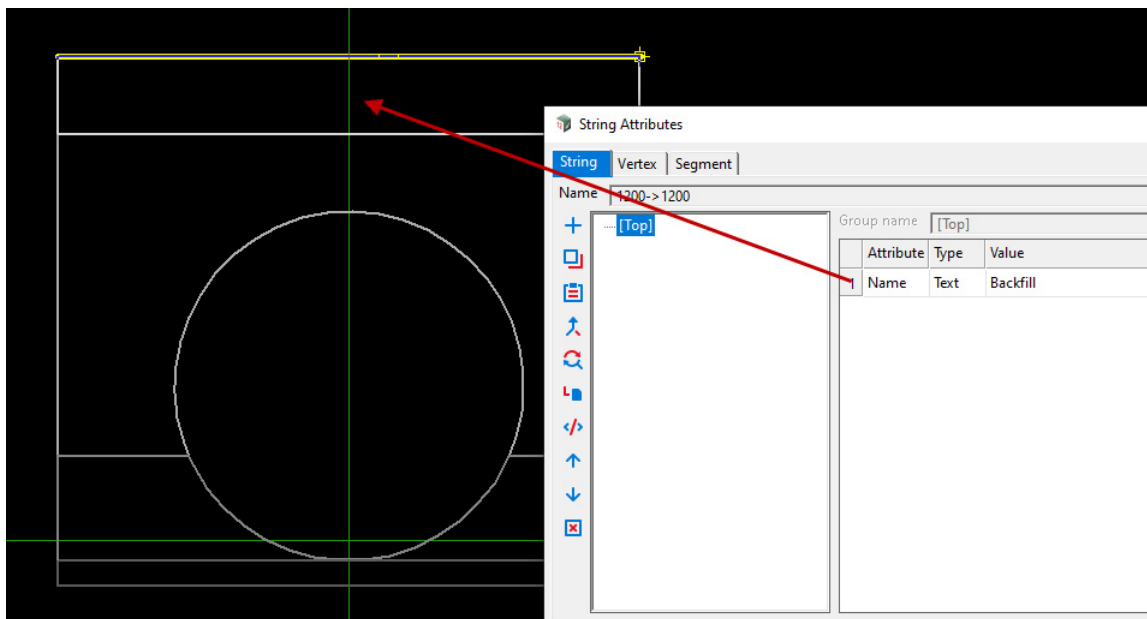 String Attributes
String Vertex Segment
Name 1200->1200
[Top]
Group name [Top]
Attribute Type Value
1 Name Text Backfill